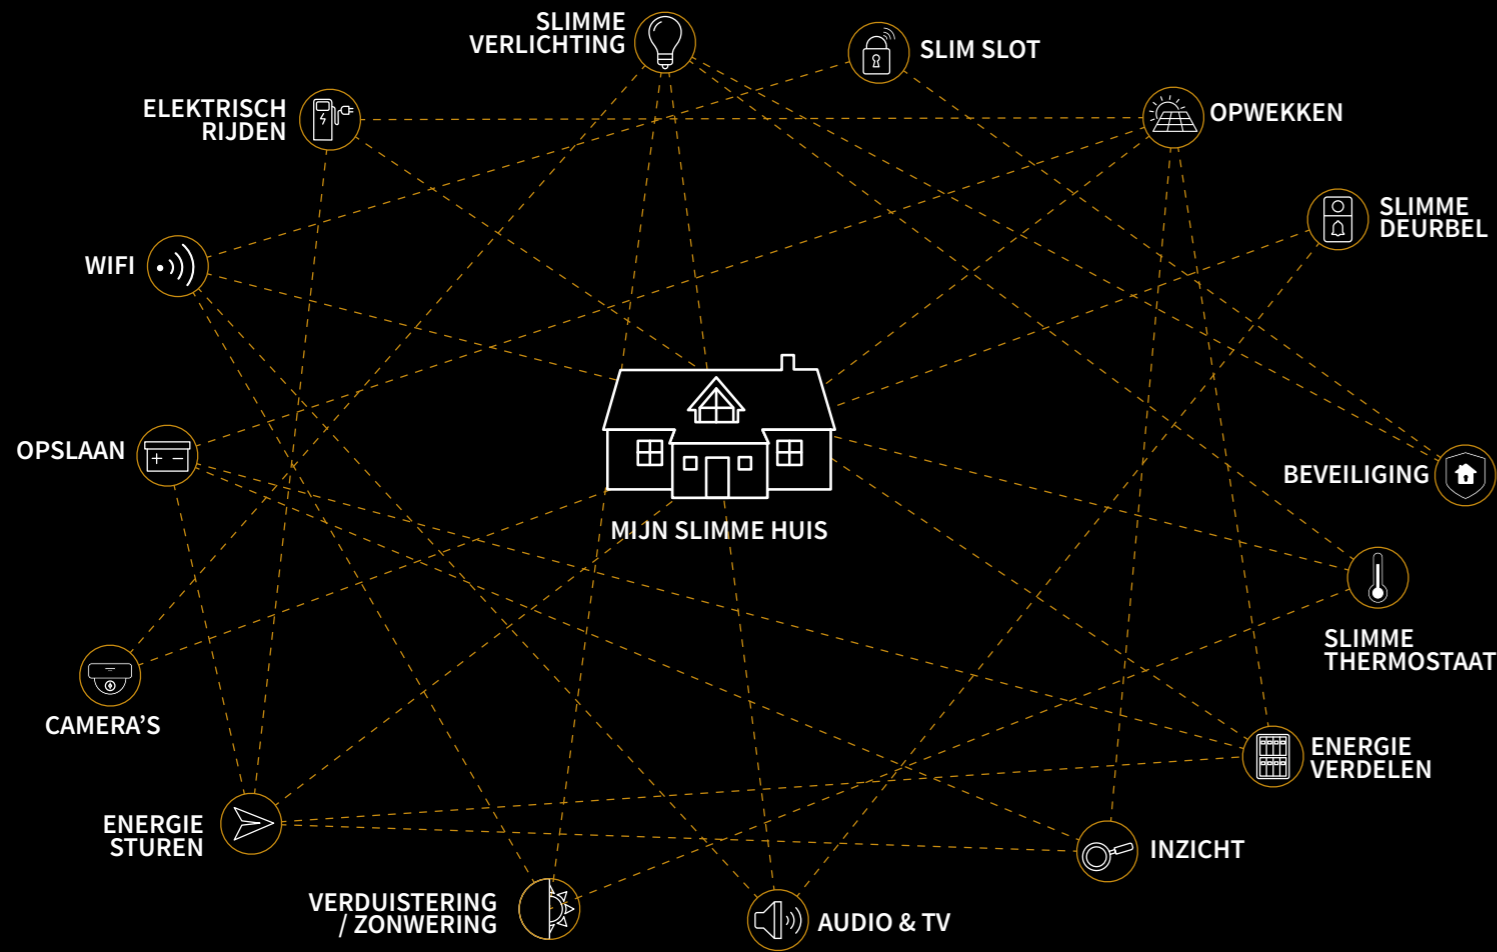 SLIMME
VERLICHTING
SLIM SLOT
ELEKTRISCH
RIJDEN
OPWEKKEN
SLIMME
DEURBEL
WIFI
OPSLAAN
BEVEILIGING
MIJN SLIMME HUIS
SLIMME
THERMOSTAAT
CAMERA’S
ENERGIE
VERDELEN
ENERGIE
STUREN
INZICHT
VERDUISTERING
/ ZONWERING
AUDIO & TV